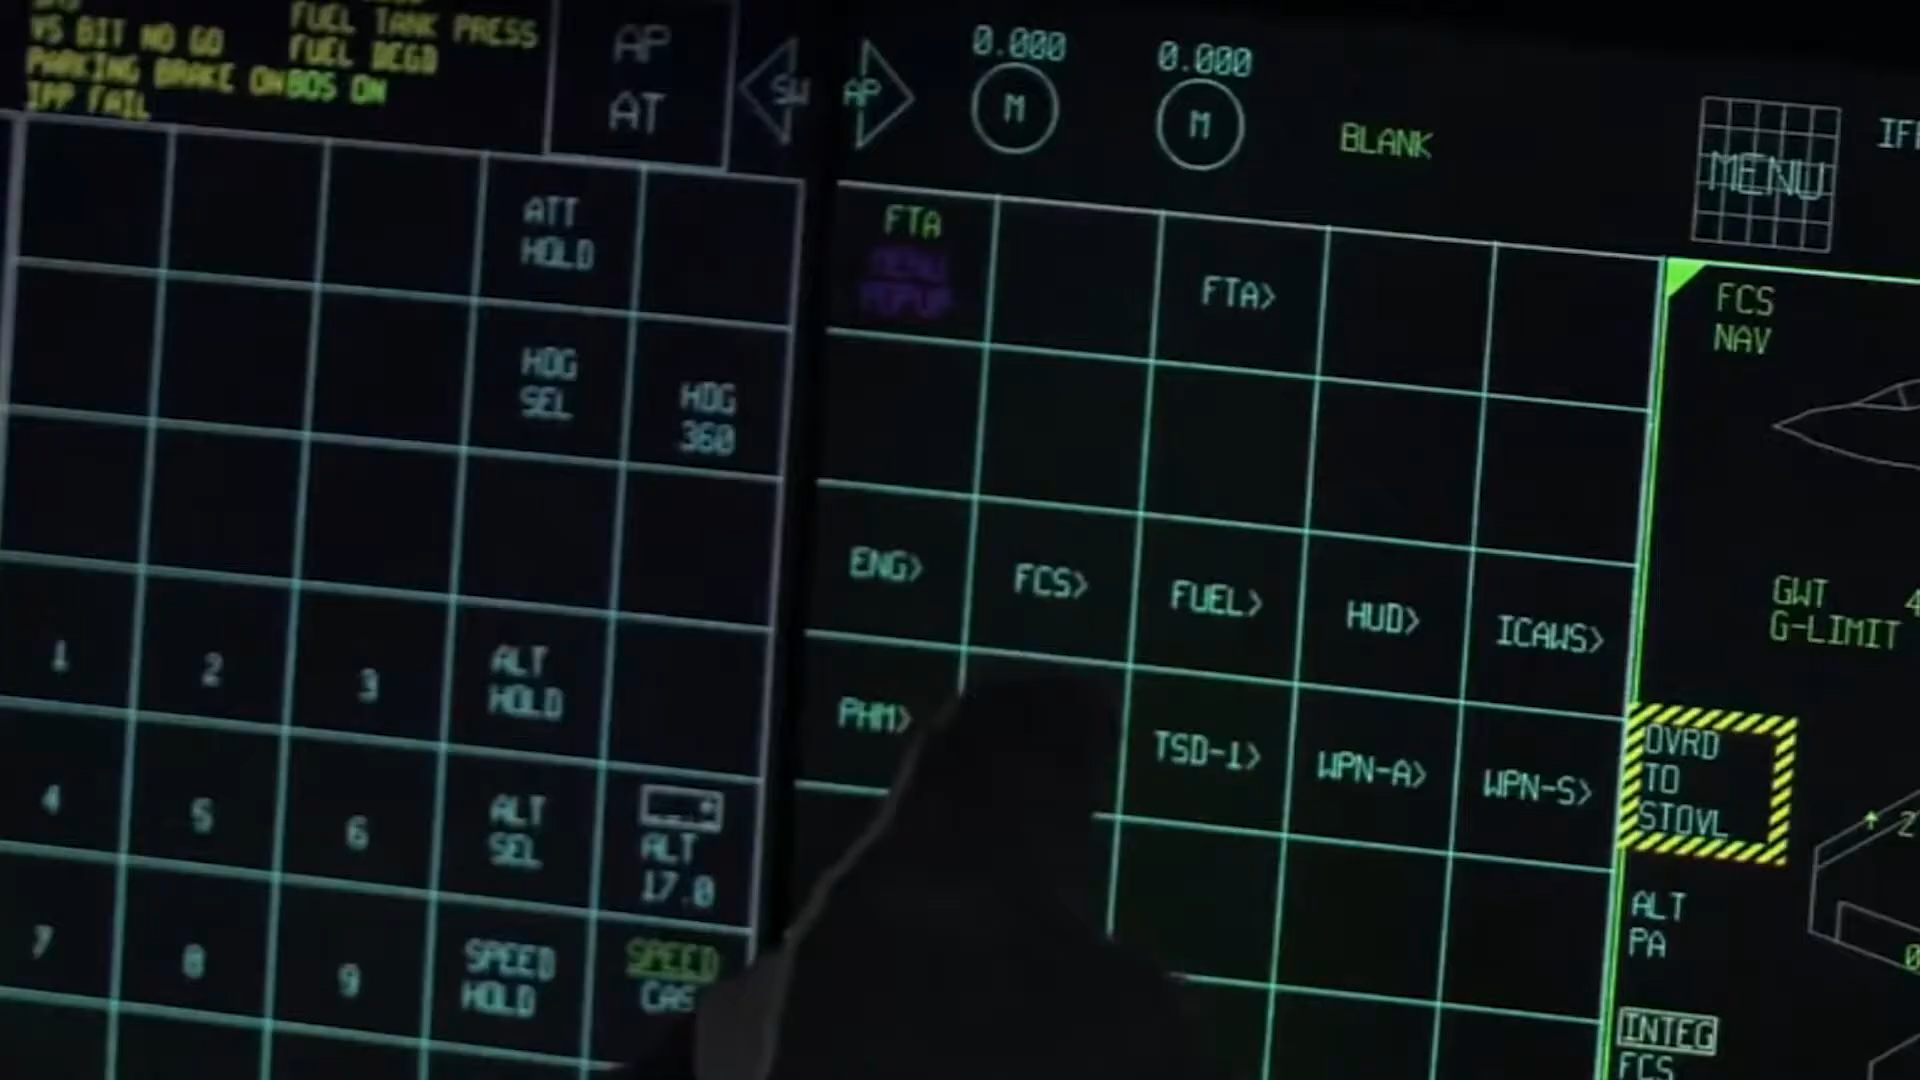 VS BIT NO GO
PARKING BRAKE ON
IPP FAIL
FUEL TANK PRESS
FUEL DEGD
BOS ON
AP
AT
SW
AP
0.000
M
0.000
M
BLANK
MENU
ATT
HOLD
HDG
SEL
HDG
360
1
2
3
ALT
HOLD
4
5
6
ALT
SEL
ALT
17.0
7
8
9
SPEED
HOLD
SPEED
CAS
FTA
MENU
POPUP
FTA>
ENG>
FCS>
FUEL>
HUD>
ICAWS>
PHM>
TSD-1>
WPN-A>
WPN-S>
FCS
NAV
GWT 4
G-LIMIT
OVRD
TO
STOVL
ALT
PA
INTEG
FCS